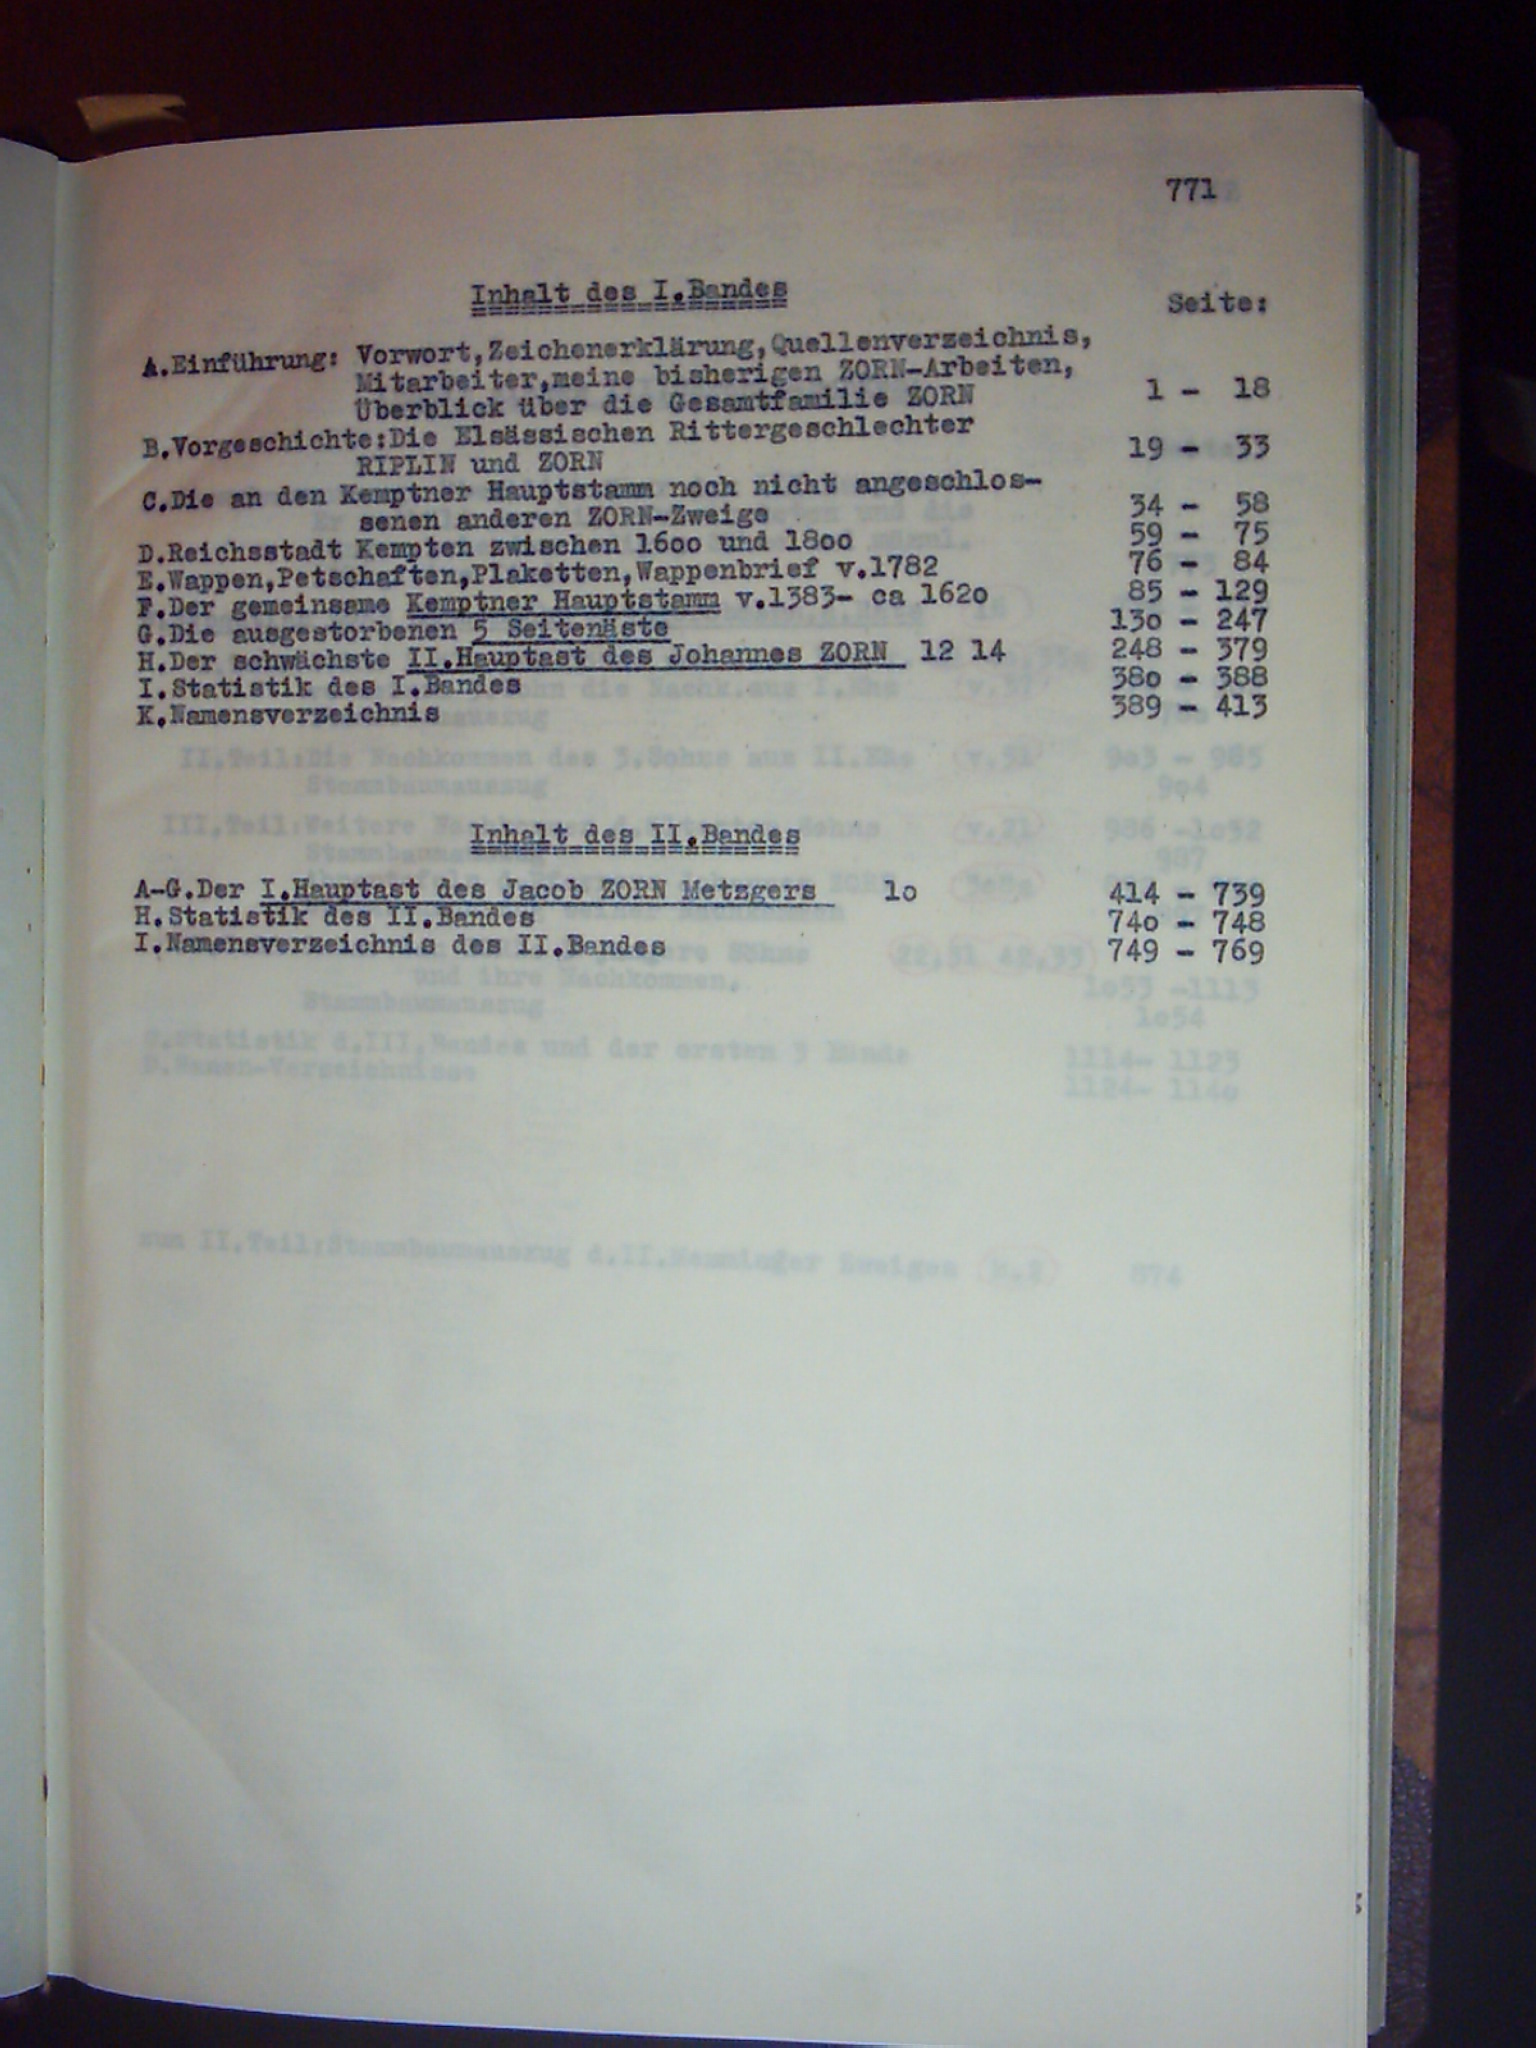 771
Inhalt des I.Bandes
Seite:
A.Einführung: Vorwort,Zeichenerklärung,Quellenverzeichnis,
Mitarbeiter,meine bisherigen ZORN-Arbeiten,
Überblick über die Gesamtfamilie ZORN 1 - 18
B.Vorgeschichte:Die Elsässischen Rittergeschlechter
RIPLIN und ZORN 19 - 33
C.Die an den Kemptner Hauptstamm noch nicht angeschlos-
senen anderen ZORN-Zweige 34 - 58
D.Reichsstadt Kempten zwischen 16oo und 18oo 59 - 75
E.Wappen,Petschaften,Plaketten,Wappenbrief v.1782 76 - 84
F.Der gemeinsame Kemptner Hauptstamm v.1383- ca 162o 85 - 129
G.Die ausgestorbenen 5 Seitenäste 13o - 247
H.Der schwächste II.Hauptast des Johannes ZORN 12 14 248 - 379
I.Statistik des I.Bandes 38o - 388
K.Namensverzeichnis 389 - 413
Inhalt des II.Bandes
A-G.Der I.Hauptast des Jacob ZORN Metzgers 1o 414 - 739
H.Statistik des II.Bandes 74o - 748
I.Namensverzeichnis des II.Bandes 749 - 769